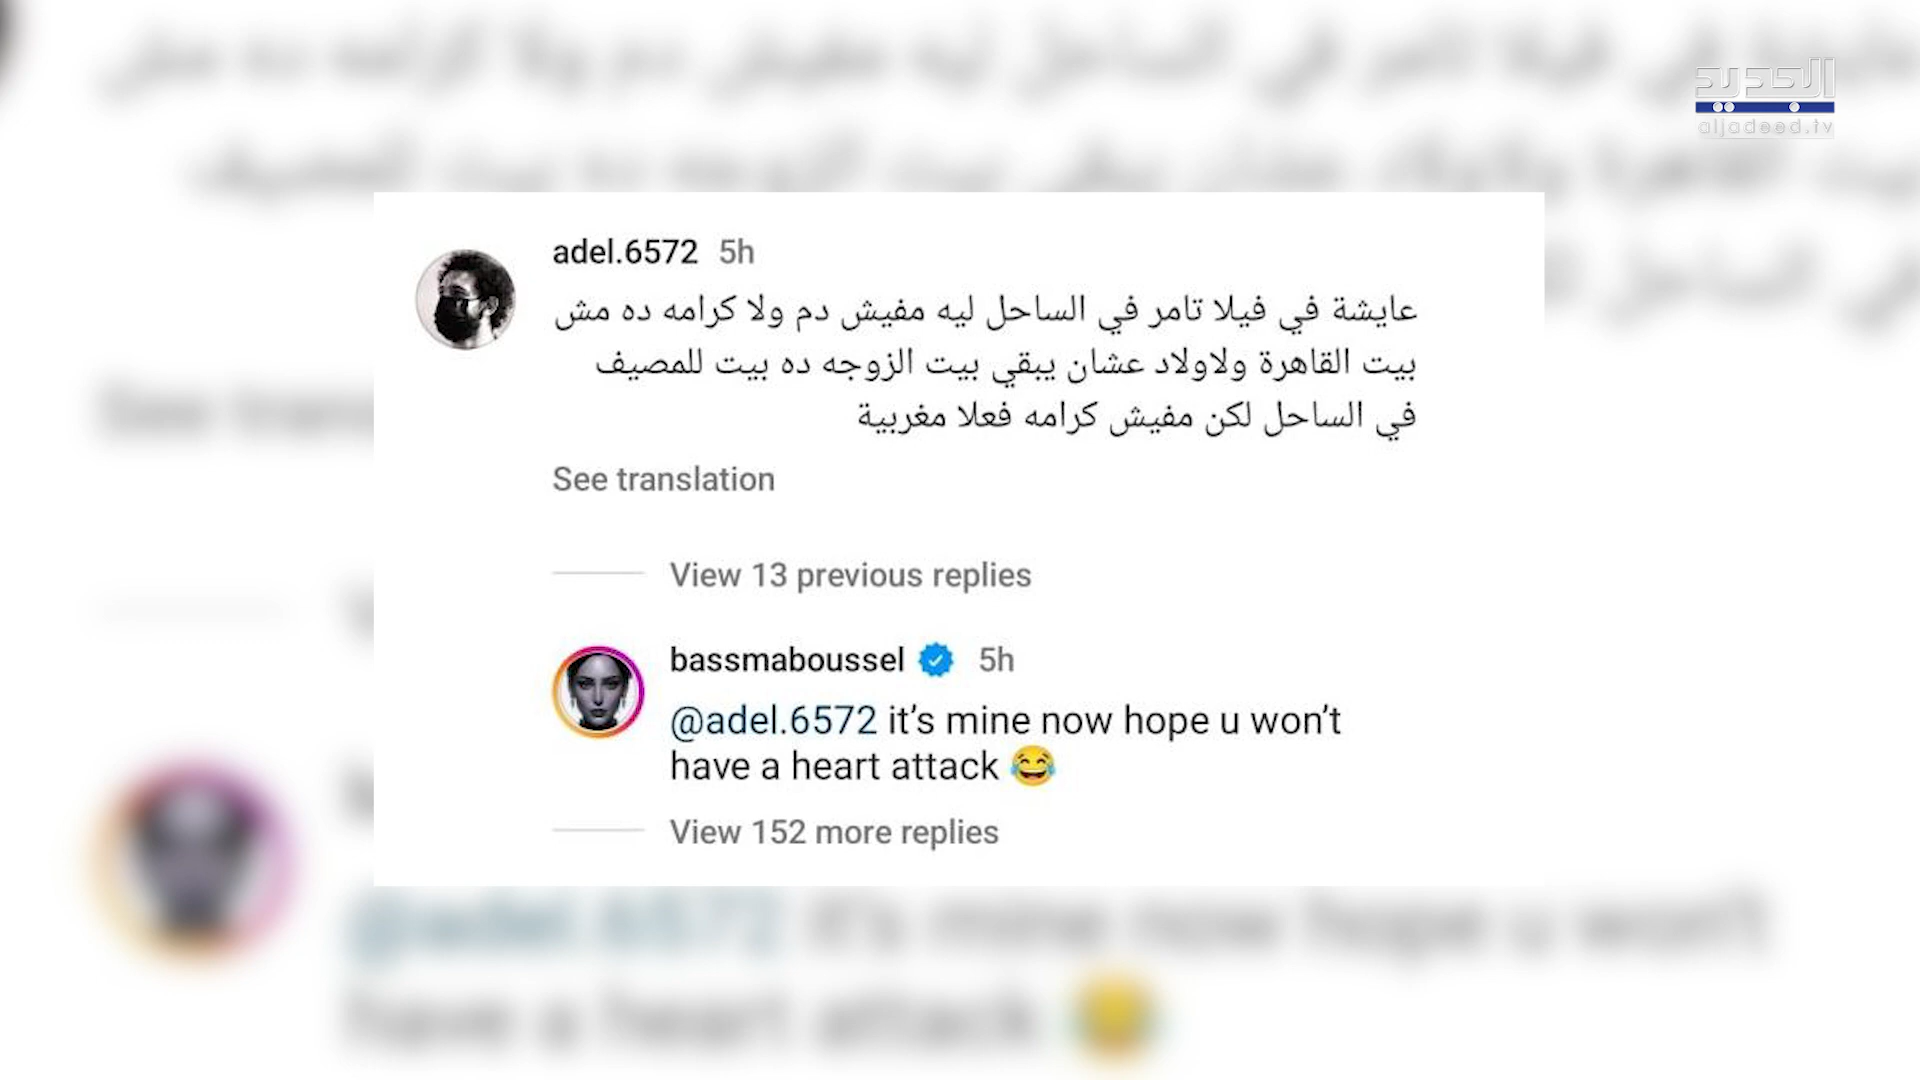 الجديد
aljadeed.tv
adel.6572 5h
عايشة في فيلا تامر في الساحل ليه مفيش دم ولا كرامه ده مش
بيت القاهرة ولاولاد عشان يبقي بيت الزوجه ده بيت للمصيف
في الساحل لكن مفيش كرامه فعلا مغربية
See translation
View 13 previous replies
bassmaboussel 5h
@adel.6572 it’s mine now hope u won’t
have a heart attack 😂
View 152 more replies